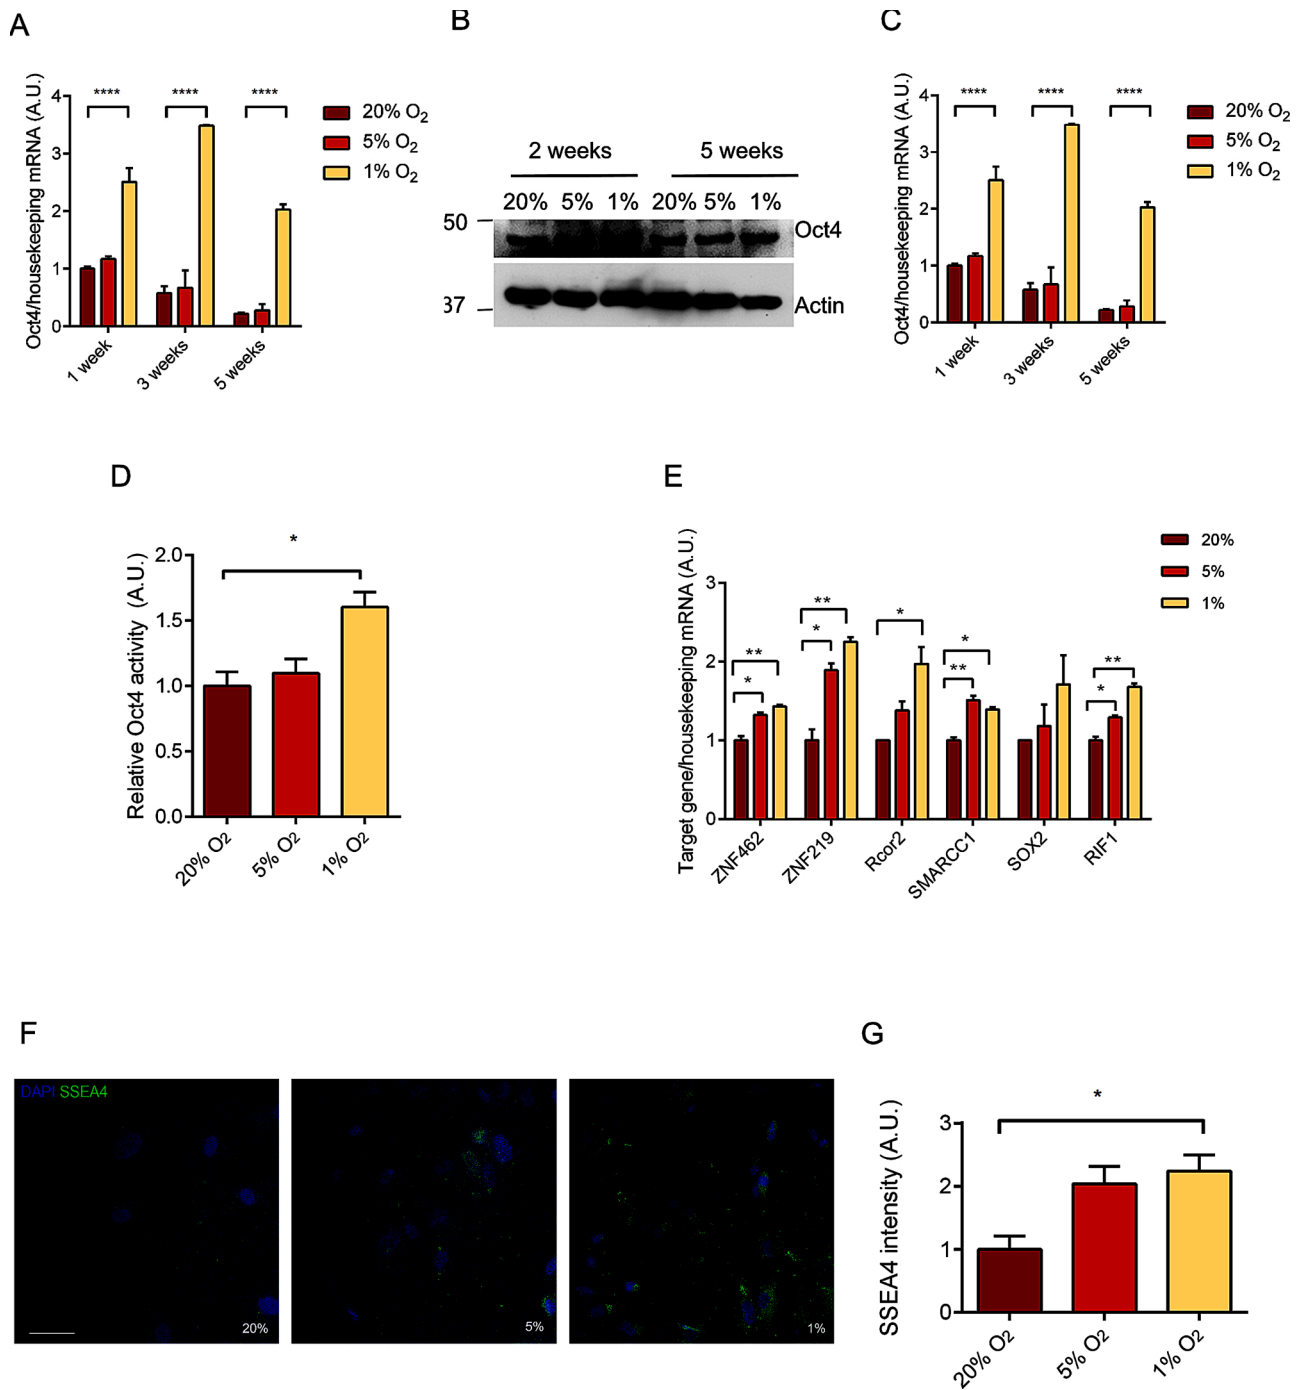 A
Oct4/housekeeping mRNA (A.U.)
4
3
2
1
0
****
****
****
1 week
3 weeks
5 weeks
20% O2
5% O2
1% O2
B
2 weeks
5 weeks
20% 5% 1% 20% 5% 1%
50
Oct4
37
Actin
C
Oct4/housekeeping mRNA (A.U.)
4
3
2
1
0
****
****
****
1 week
3 weeks
5 weeks
20% O2
5% O2
1% O2
D
Relative Oct4 activity (A.U.)
2.0
1.5
1.0
0.5
0.0
*
20% O2
5% O2
1% O2
E
Target gene/housekeeping mRNA (A.U.)
3
2
1
0
**
*
**
*
*
*
**
**
*
ZNF462
ZNF219
Rcor2
SMARCC1
SOX2
RIF1
20%
5%
1%
F
DAPI SSEA4
20%
5%
1%
G
SSEA4 intensity (A.U.)
3
2
1
0
*
20% O2
5% O2
1% O2